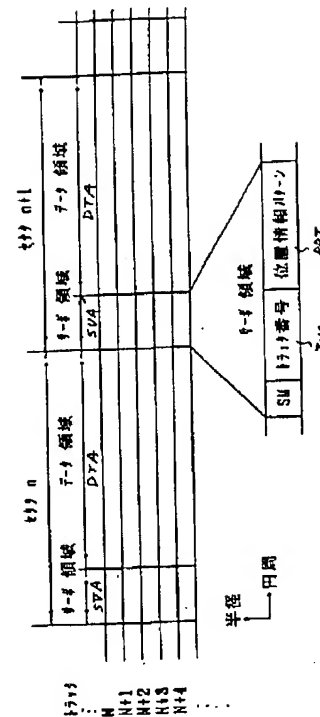 セクタ n
セクタ n+1
サーボ 領域
データ 領域
サーボ 領域
データ 領域
SVA
DTA
SVA
DTA
トラック
N
N+1
N+2
N+3
N+4
サーボ 領域
SM
トラック番号
位置情報パターン
半径
円周